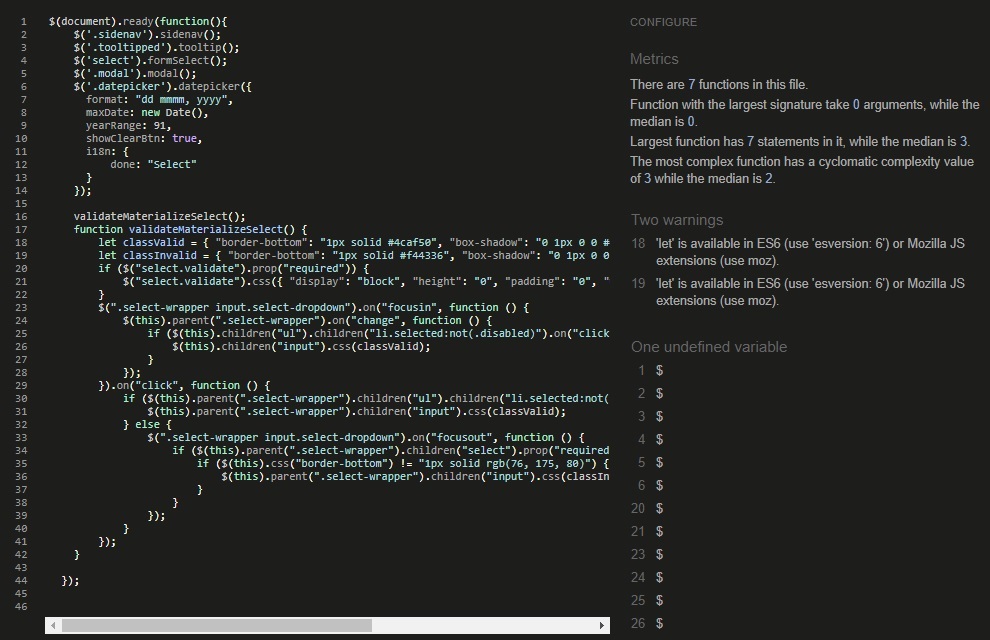 1 $(document).ready(function(){
2 $('.sidenav').sidenav();
3 $('.tooltipped').tooltip();
4 $('select').formSelect();
5 $('.modal').modal();
6 $('.datepicker').datepicker({
7 format: "dd mmmm, yyyy",
8 maxDate: new Date(),
9 yearRange: 91,
10 showClearBtn: true,
11 i18n: {
12 done: "Select"
13 }
14 });
15
16 validateMaterializeSelect();
17 function validateMaterializeSelect() {
18 let classValid = { "border-bottom": "1px solid #4caf50", "box-shadow": "0 1px 0 0 #
19 let classInvalid = { "border-bottom": "1px solid #f44336", "box-shadow": "0 1px 0 0
20 if ($("select.validate").prop("required")) {
21 $("select.validate").css({ "display": "block", "height": "0", "padding": "0", "
22 }
23 $(".select-wrapper input.select-dropdown").on("focusin", function () {
24 $(this).parent(".select-wrapper").on("change", function () {
25 if ($(this).children("ul").children("li.selected:not(.disabled)").on("click
26 $(this).children("input").css(classValid);
27 }
28 });
29 }).on("click", function () {
30 if ($(this).parent(".select-wrapper").children("ul").children("li.selected:not(
31 $(this).parent(".select-wrapper").children("input").css(classValid);
32 } else {
33 $(".select-wrapper input.select-dropdown").on("focusout", function () {
34 if ($(this).parent(".select-wrapper").children("select").prop("required
35 if ($(this).css("border-bottom") != "1px solid rgb(76, 175, 80)") {
36 $(this).parent(".select-wrapper").children("input").css(classIn
37 }
38 }
39 });
40 }
41 });
42 }
43
44 });
45
46
CONFIGURE
Metrics
There are 7 functions in this file.
Function with the largest signature take 0 arguments, while the
median is 0.
Largest function has 7 statements in it, while the median is 3.
The most complex function has a cyclomatic complexity value
of 3 while the median is 2.
Two warnings
18 'let' is available in ES6 (use 'esversion: 6') or Mozilla JS
extensions (use moz).
19 'let' is available in ES6 (use 'esversion: 6') or Mozilla JS
extensions (use moz).
One undefined variable
1 $
2 $
3 $
4 $
5 $
6 $
20 $
21 $
23 $
24 $
25 $
26 $